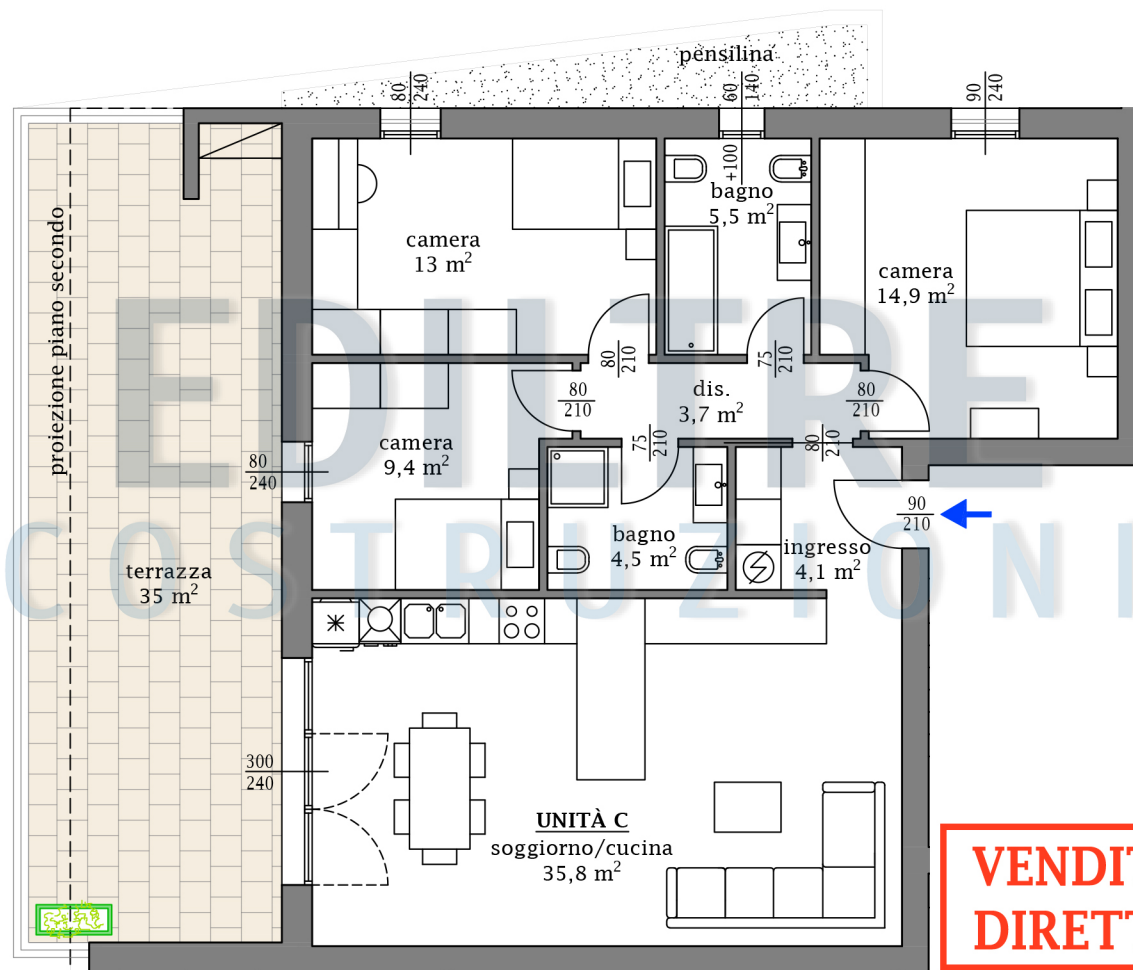 pensilina
80
240
60
140
+100
90
240
bagno
5,5 m²
camera
13 m²
camera
14,9 m²
proiezione piano secondo
EDILTRE
COSTRUZIONI
80
210
75
210
80
210
dis.
3,7 m²
80
210
camera
9,4 m²
75
210
80
210
80
240
90
210
bagno
4,5 m²
ingresso
4,1 m²
terrazza
35 m²
300
240
UNITÀ C
soggiorno/cucina
35,8 m²
VENDIT
DIRETT